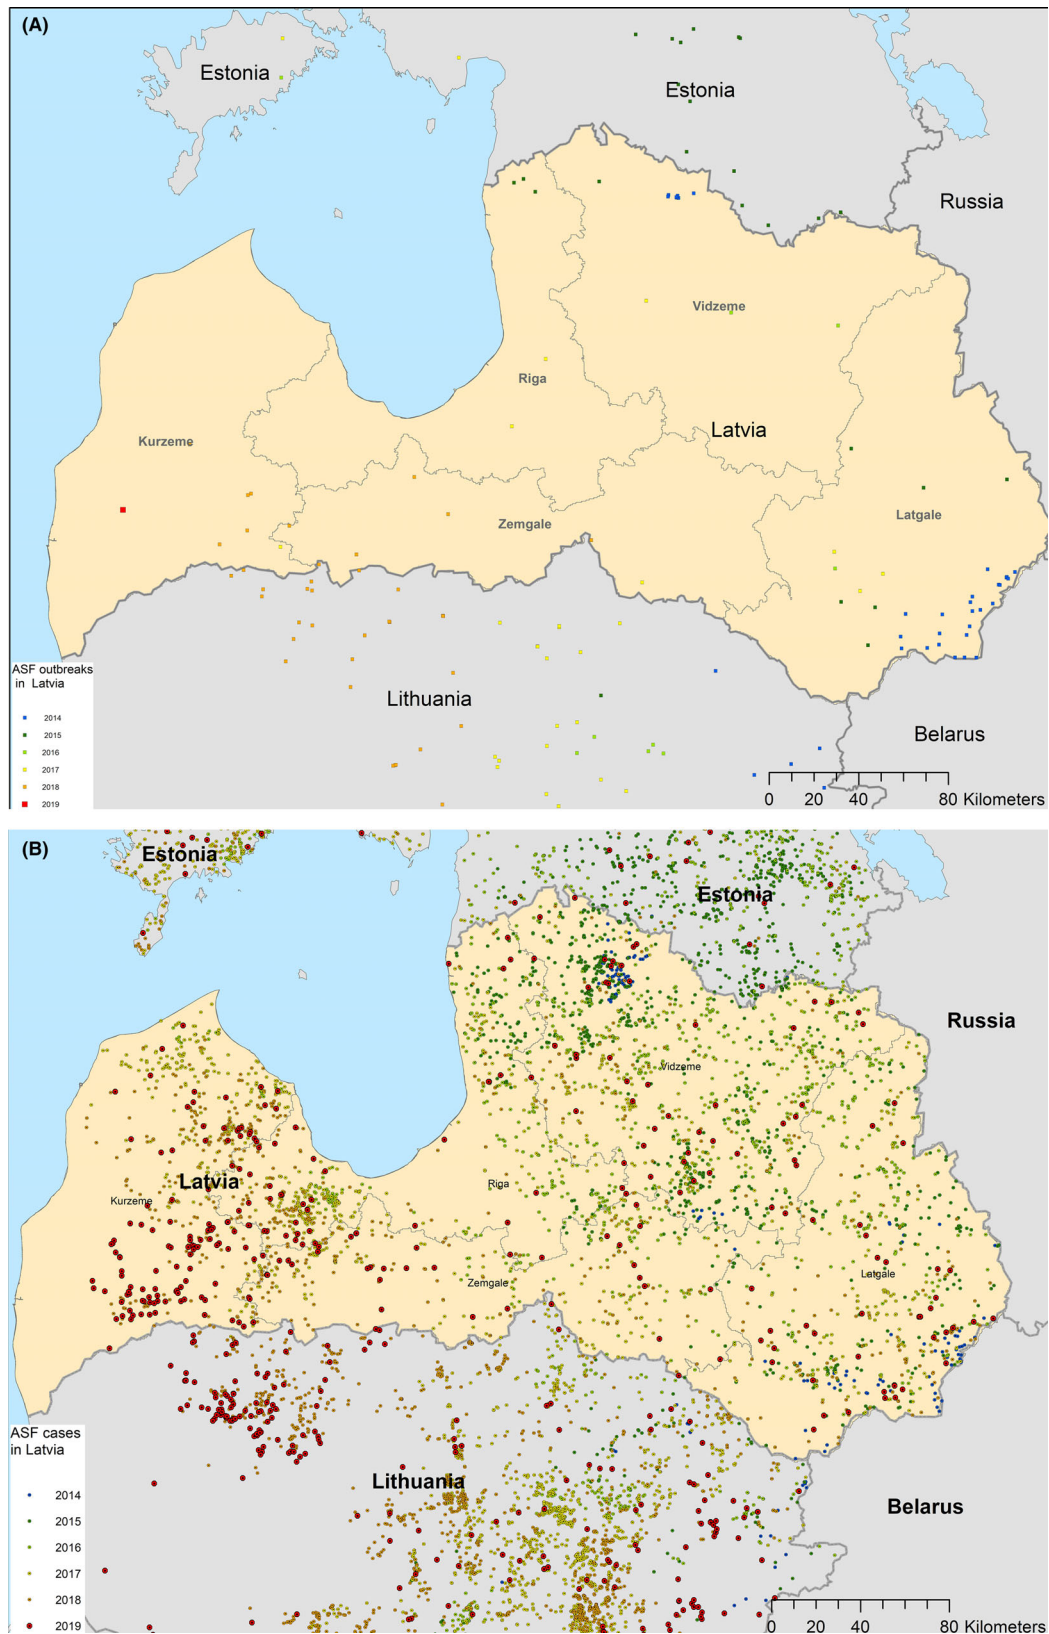 (A)
Estonia
Estonia
Russia
Vidzeme
Riga
Latvia
Kurzeme
Latgale
Zemgale
ASF outbreaks
in Latvia
Lithuania
2014
2015
2016
2017
2018
2019
Belarus
0 20 40 80 Kilometers
(B)
Estonia
Estonia
Russia
Vidzeme
Latvia
Kurzeme
Riga
Latgale
Zemgale
ASF cases
in Latvia
Lithuania
2014
2015
2016
2017
2018
2019
Belarus
0 20 40 80 Kilometers